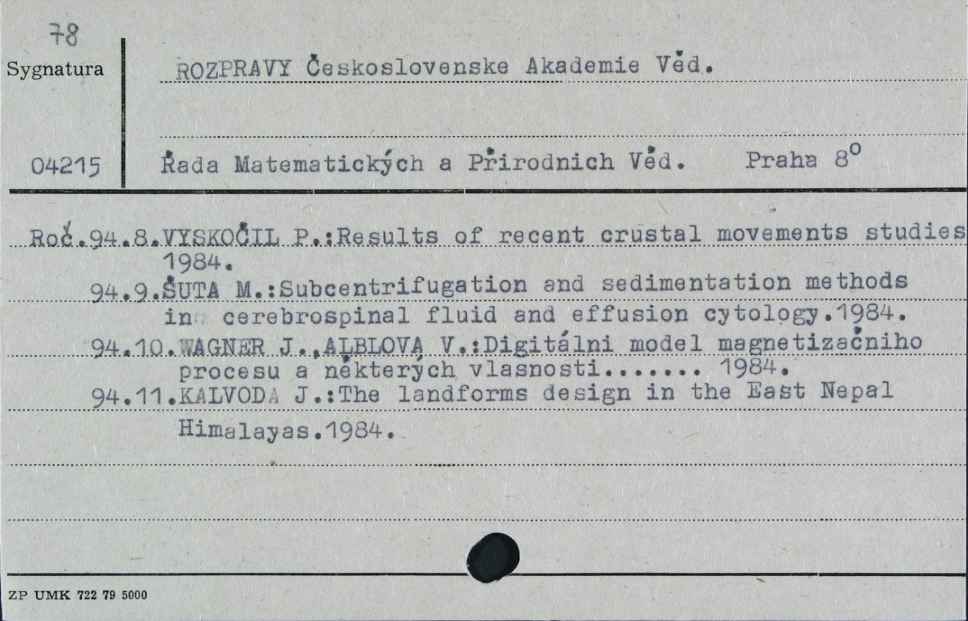 78
Sygnatura
ROZPRAVY Československe Akademie Věd.
04215
Řada Matematických a Přirodnich Věd. Praha 8º
Roč.94.8.VYSKOČIL P.:Results of recent crustal movements studies
1984.
94.9.ŠUTA M.:Subcentrifugation and sedimentation methods
in cerebrospinal fluid and effusion cytology.1984.
94.10.WAGNER J.,ALBLOVA V.:Digitálni model magnetizačniho
procesu a některých vlasnosti....... 1984.
94.11.KALVODA J.:The landforms design in the East Nepal
Himalayas.1984.
ZP UMK 722 79 5000